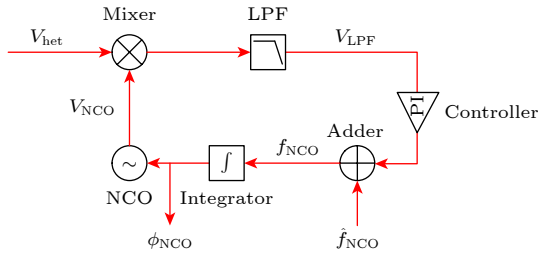 Mixer
LPF
V_het
V_LPF
PI
Controller
V_NCO
Adder
f_NCO
∫
∼
NCO
Integrator
ϕ_NCO
f̂_NCO